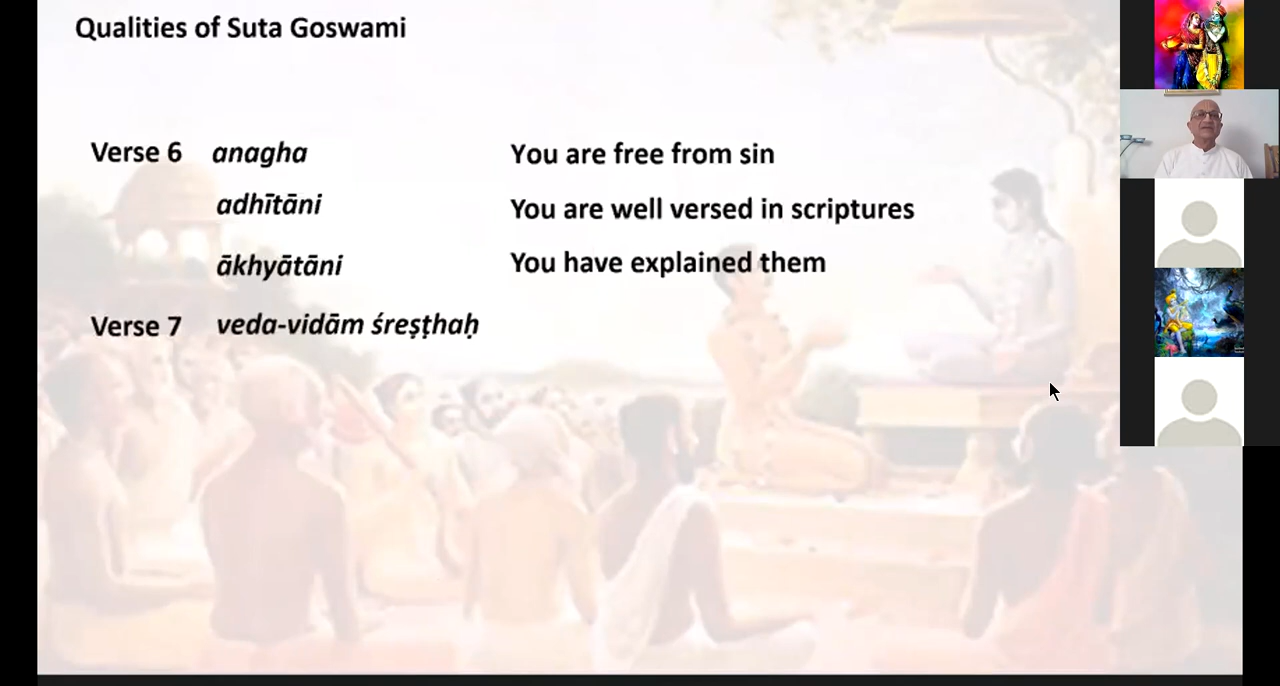 Qualities of Suta Goswami
Verse 6 anagha You are free from sin
adhītāni You are well versed in scriptures
ākhyātāni You have explained them
Verse 7 veda-vidām śreṣṭhaḥ